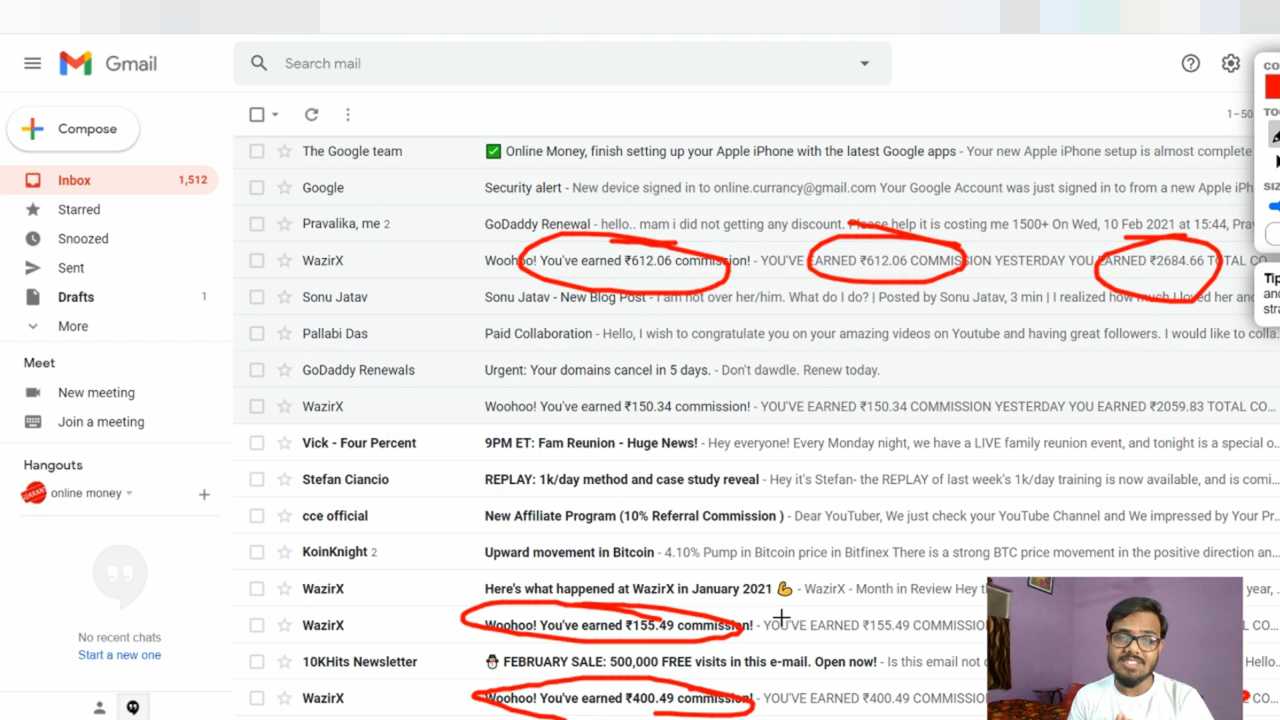 Gmail
Search mail
CO
Compose
1–50
TO
Inbox 1,512
Starred
Snoozed
Sent
Drafts 1
More
Meet
New meeting
Join a meeting
Hangouts
online money
No recent chats
Start a new one
The Google team ✅ Online Money, finish setting up your Apple iPhone with the latest Google apps - Your new Apple iPhone setup is almost complete
Google Security alert - New device signed in to online.currancy@gmail.com Your Google Account was just signed in to from a new Apple iPh
Pravalika, me 2 GoDaddy Renewal - hello.. mam i did not getting any discount. Please help it is costing me 1500+ On Wed, 10 Feb 2021 at 15:44, Prav
WazirX Woohoo! You've earned ₹612.06 commission! - YOU'VE EARNED ₹612.06 COMMISSION YESTERDAY YOU EARNED ₹2684.66 TOTAL CO
Sonu Jatav Sonu Jatav - New Blog Post - I am not over her/him. What do I do? | Posted by Sonu Jatav, 3 min | I realized how much I loved her and
Pallabi Das Paid Collaboration - Hello, I wish to congratulate you on your amazing videos on Youtube and having great followers. I would like to colla...
GoDaddy Renewals Urgent: Your domains cancel in 5 days. - Don't dawdle. Renew today.
WazirX Woohoo! You've earned ₹150.34 commission! - YOU'VE EARNED ₹150.34 COMMISSION YESTERDAY YOU EARNED ₹2059.83 TOTAL CO...
Vick - Four Percent 9PM ET: Fam Reunion - Huge News! - Hey everyone! Every Monday night, we have a LIVE family reunion event, and tonight is a special o...
Stefan Ciancio REPLAY: 1k/day method and case study reveal - Hey it's Stefan- the REPLAY of last week's 1k/day training is now available, and is comi...
cce official New Affiliate Program (10% Referral Commission ) - Dear YouTuber, We just check your YouTube Channel and We impressed by Your Pr...
KoinKnight 2 Upward movement in Bitcoin - 4.10% Pump in Bitcoin price in Bitfinex There is a strong BTC price movement in the positive direction an...
WazirX Here's what happened at WazirX in January 2021 💪 - WazirX - Month in Review Hey t year, ...
WazirX Woohoo! You've earned ₹155.49 commission! - YOU'VE EARNED ₹155.49 COMMISSIO L CO...
10KHits Newsletter ⛄ FEBRUARY SALE: 500,000 FREE visits in this e-mail. Open now! - Is this email not Hello...
WazirX Woohoo! You've earned ₹400.49 commission! - YOU'VE EARNED ₹400.49 COMMISSIO CO...
SIZ
Tip
and
stra